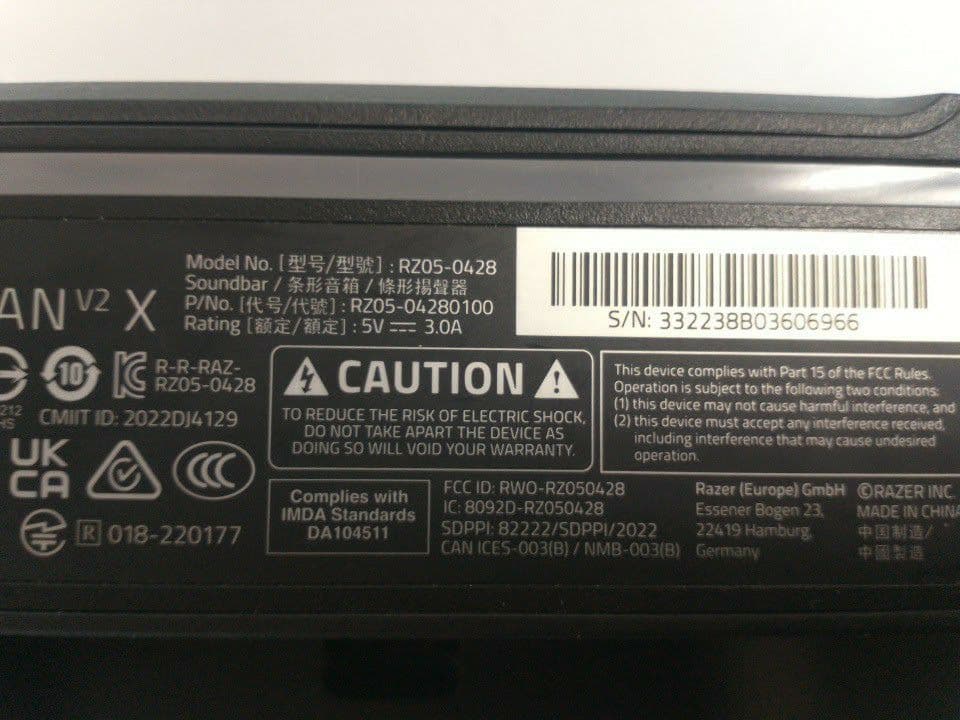 AN V2 X
Model No. [型号/型號] : RZ05-0428
Soundbar / 条形音箱 / 條形揚聲器
P/No. [代号/代號] : RZ05-04280100
Rating [额定/額定] : 5V ⎓ 3.0A
S/N: 332238B03606966
10
R-R-RAZ-
RZ05-0428
212
HS
CMIIT ID: 2022DJ4129
UK
CA
CCC
R 018-220177
CAUTION
TO REDUCE THE RISK OF ELECTRIC SHOCK,
DO NOT TAKE APART THE DEVICE AS
DOING SO WILL VOID YOUR WARRANTY.
This device complies with Part 15 of the FCC Rules.
Operation is subject to the following two conditions:
(1) this device may not cause harmful interference, and
(2) this device must accept any interference received,
including interference that may cause undesired
operation.
Complies with
IMDA Standards
DA104511
FCC ID: RWO-RZ050428
IC: 8092D-RZ050428
SDPPI: 82222/SDPPI/2022
CAN ICES-003(B) / NMB-003(B)
Razer (Europe) GmbH
Essener Bogen 23,
22419 Hamburg,
Germany
©RAZER INC.
MADE IN CHINA
中国制造/
中國製造